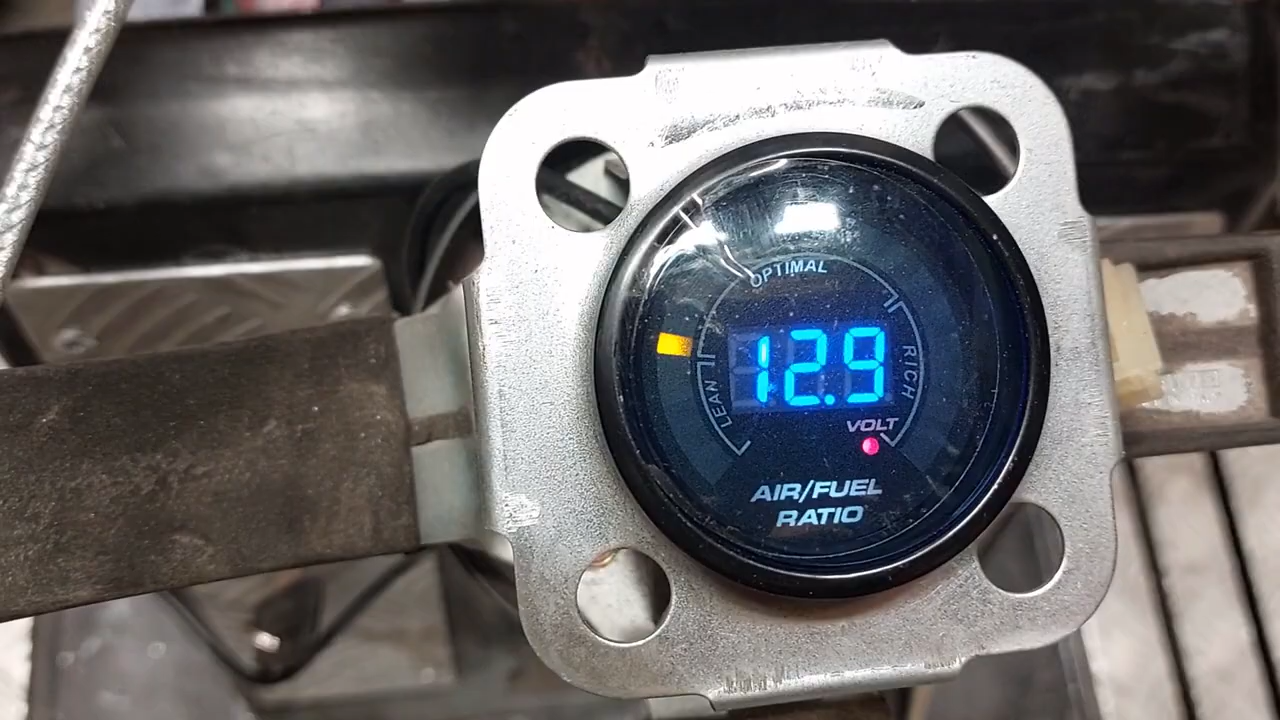 OPTIMAL
12.9
LEAN
RICH
VOLT
AIR/FUEL
RATIO